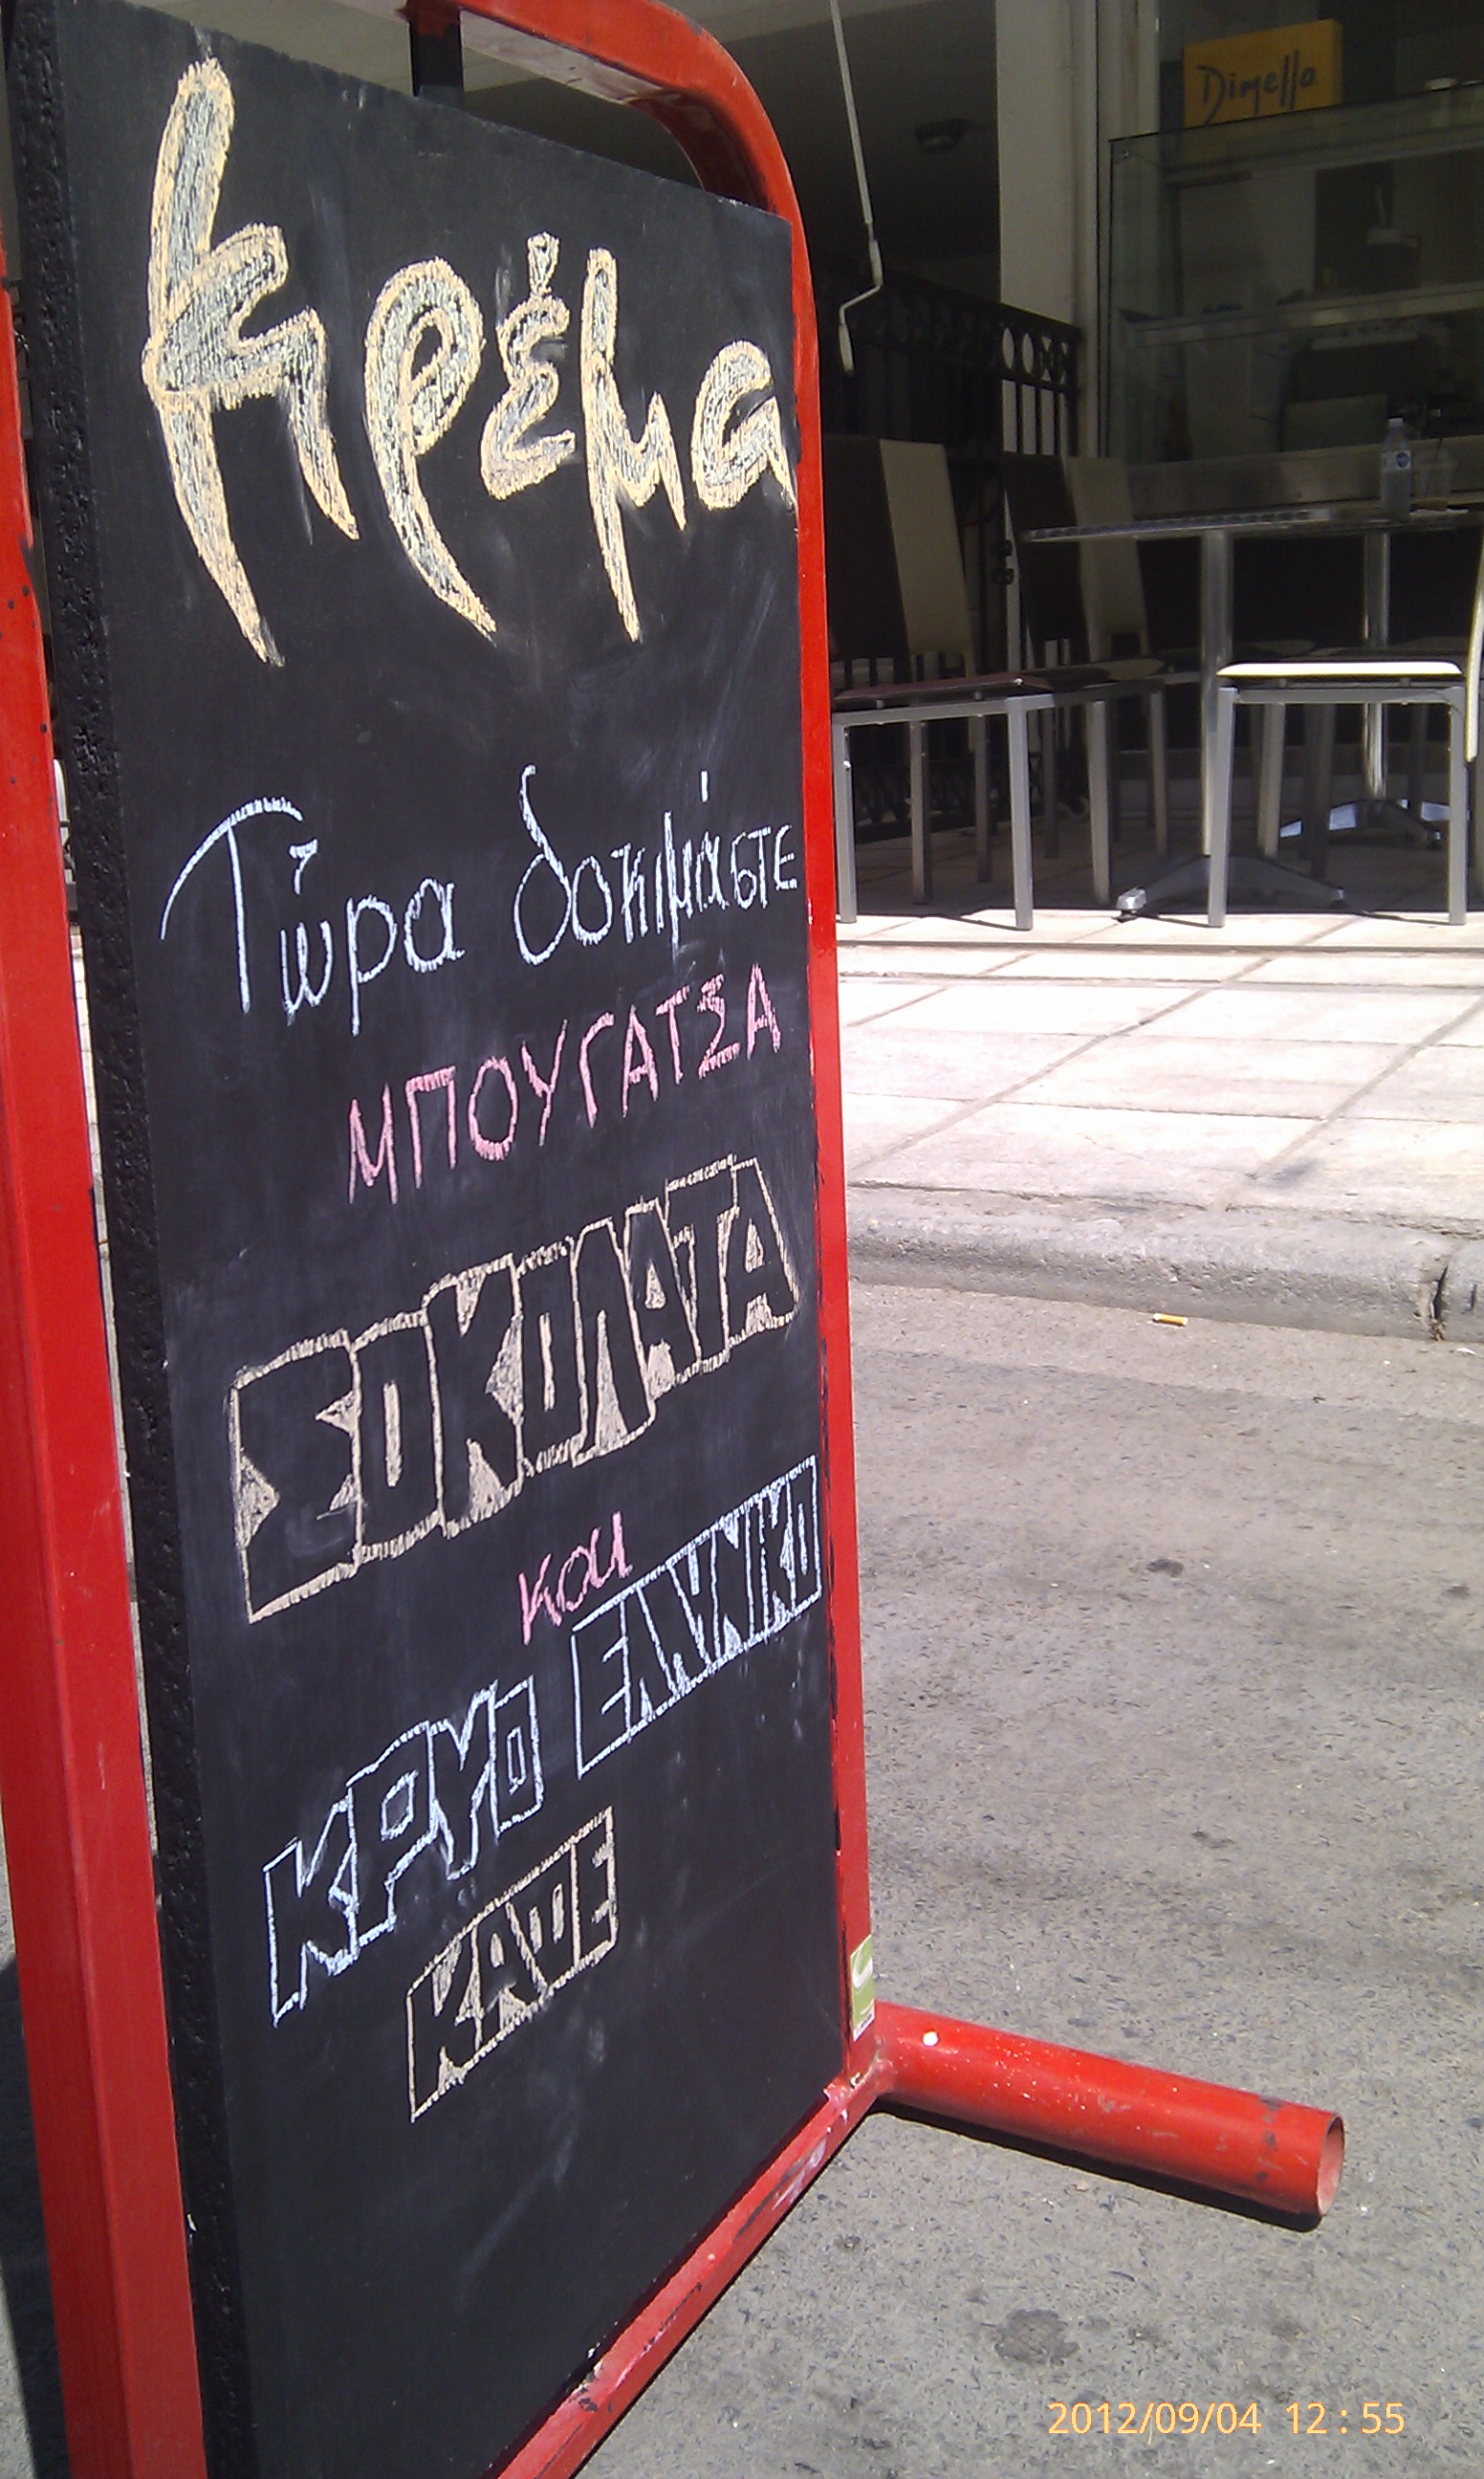 κρέμα
Τώρα δοκιμάστε
ΜΠΟΥΓΑΤΣΑ
ΣΟΚΟΛΑΤΑ
και
ΚΡΥΟ ΕΛΛΗΝΙΚΟ
ΚΑΦΕ
Dimello
2012/09/04 12:55